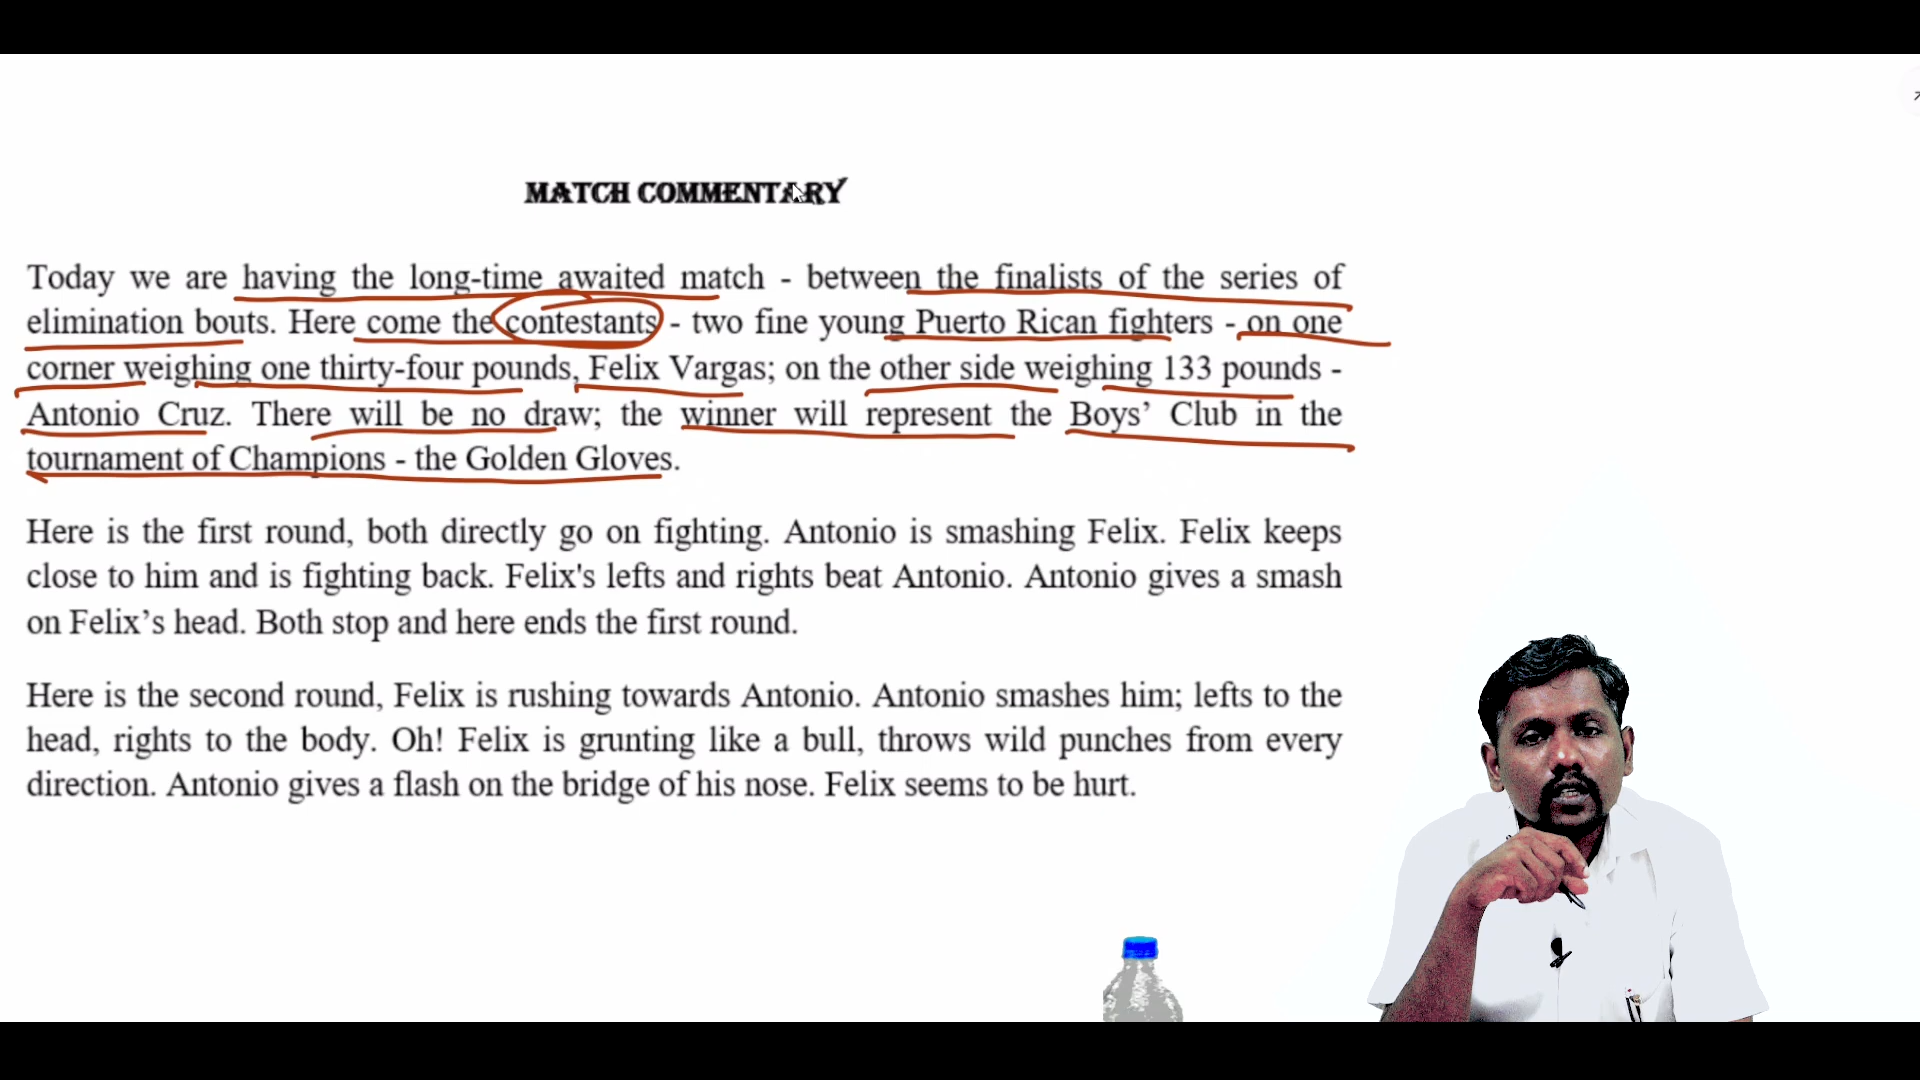 MATCH COMMENTARY
Today we are having the long-time awaited match - between the finalists of the series of
elimination bouts. Here come the contestants - two fine young Puerto Rican fighters - on one
corner weighing one thirty-four pounds, Felix Vargas; on the other side weighing 133 pounds -
Antonio Cruz. There will be no draw; the winner will represent the Boys’ Club in the
tournament of Champions - the Golden Gloves.
Here is the first round, both directly go on fighting. Antonio is smashing Felix. Felix keeps
close to him and is fighting back. Felix's lefts and rights beat Antonio. Antonio gives a smash
on Felix’s head. Both stop and here ends the first round.
Here is the second round, Felix is rushing towards Antonio. Antonio smashes him; lefts to the
head, rights to the body. Oh! Felix is grunting like a bull, throws wild punches from every
direction. Antonio gives a flash on the bridge of his nose. Felix seems to be hurt.